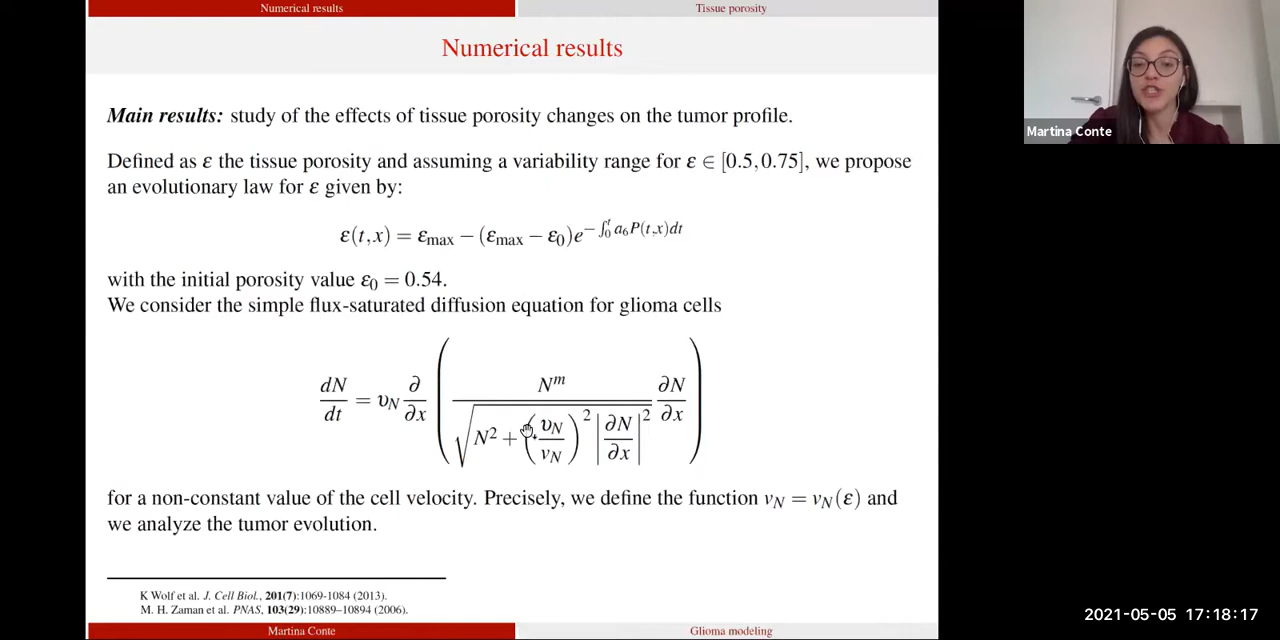 Numerical results
Tissue porosity
Numerical results
Main results: study of the effects of tissue porosity changes on the tumor profile.
Defined as ε the tissue porosity and assuming a variability range for ε ∈ [0.5,0.75], we propose
an evolutionary law for ε given by:
ε(t,x) = ε_max − (ε_max − ε_0)e^{−∫_0^t a_6P(t,x)dt}
with the initial porosity value ε_0 = 0.54.
We consider the simple flux-saturated diffusion equation for glioma cells
dN/dt = υ_N ∂/∂x ( N^m / √(N^2 + (υ_N/ν_N)^2 |∂N/∂x|^2) ∂N/∂x )
for a non-constant value of the cell velocity. Precisely, we define the function ν_N = ν_N(ε) and
we analyze the tumor evolution.
K Wolf et al. J. Cell Biol., 201(7):1069-1084 (2013).
M. H. Zaman et al. PNAS, 103(29):10889–10894 (2006).
Martina Conte
Glioma modeling
Martina Conte
2021-05-05 17:18:17